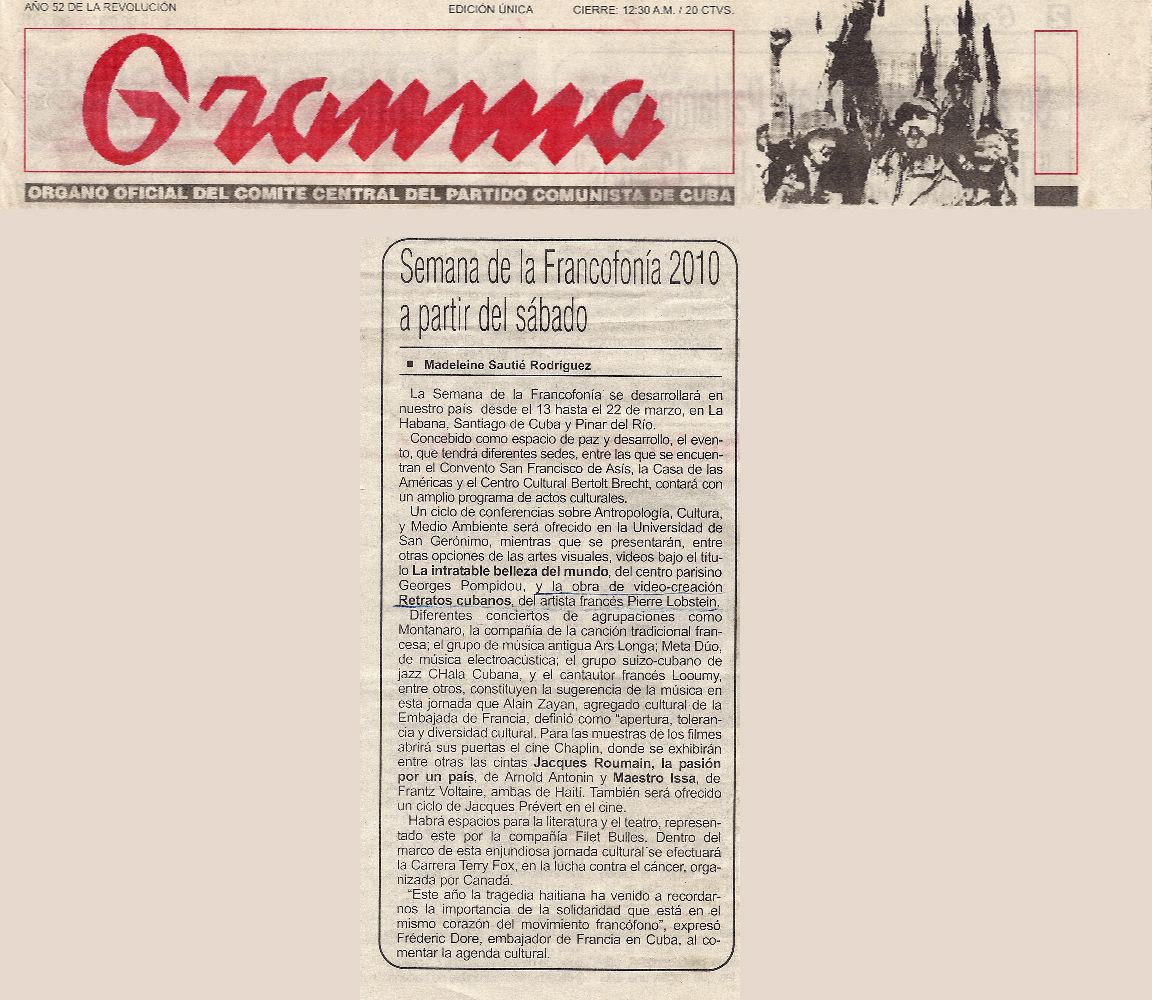 AÑO 52 DE LA REVOLUCIÓN EDICIÓN ÚNICA CIERRE: 12:30 A.M. / 20 CTVS.
Granma
ORGANO OFICIAL DEL COMITE CENTRAL DEL PARTIDO COMUNISTA DE CUBA
Semana de la Francofonía 2010
a partir del sábado
■ Madeleine Sautié Rodríguez
La Semana de la Francofonía se desarrollará en
nuestro país desde el 13 hasta el 22 de marzo, en La
Habana, Santiago de Cuba y Pinar del Río.
Concebido como espacio de paz y desarrollo, el even-
to, que tendrá diferentes sedes, entre las que se encuen-
tran el Convento San Francisco de Asís, la Casa de las
Américas y el Centro Cultural Bertolt Brecht, contará con
un amplio programa de actos culturales.
Un ciclo de conferencias sobre Antropología, Cultura,
y Medio Ambiente será ofrecido en la Universidad de
San Gerónimo, mientras que se presentarán, entre
otras opciones de las artes visuales, videos bajo el títu-
lo La intratable belleza del mundo, del centro parisino
Georges Pompidou, y la obra de video-creación
Retratos cubanos, del artista francés Pierre Lobstein.
Diferentes conciertos de agrupaciones como
Montanaro, la compañía de la canción tradicional fran-
cesa; el grupo de música antigua Ars Longa; Meta Dúo,
de música electroacústica; el grupo suizo-cubano de
jazz CHala Cubana, y el cantautor francés Looumy,
entre otros, constituyen la sugerencia de la música en
esta jornada que Alain Zayan, agregado cultural de la
Embajada de Francia, definió como "apertura, toleran-
cia y diversidad cultural. Para las muestras de los filmes
abrirá sus puertas el cine Chaplin, donde se exhibirán
entre otras las cintas Jacques Roumain, la pasión
por un país, de Arnold Antonin y Maestro Issa, de
Frantz Voltaire, ambas de Haití. También será ofrecido
un ciclo de Jacques Prévert en el cine.
Habrá espacios para la literatura y el teatro, represen-
tado este por la compañía Filet Bulles. Dentro del
marco de esta enjundiosa jornada cultural se efectuará
la Carrera Terry Fox, en la lucha contra el cáncer, orga-
nizada por Canadá.
"Este año la tragedia haitiana ha venido a recordar-
nos la importancia de la solidaridad que está en el
mismo corazón del movimiento francófono", expresó
Fréderic Dore, embajador de Francia en Cuba, al co-
mentar la agenda cultural.